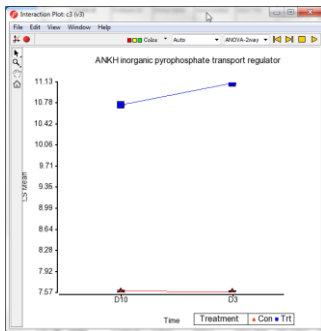 Interaction Plot: c3 (v3)
File Edit View Window Help
Color Auto ANOVA-2way
ANKH inorganic pyrophosphate transport regulator
11.13
10.78
10.42
10.06
9.71
9.35
8.99
8.64
8.28
7.92
7.57
LS Mean
D10 D3
Time Treatment Con Trt